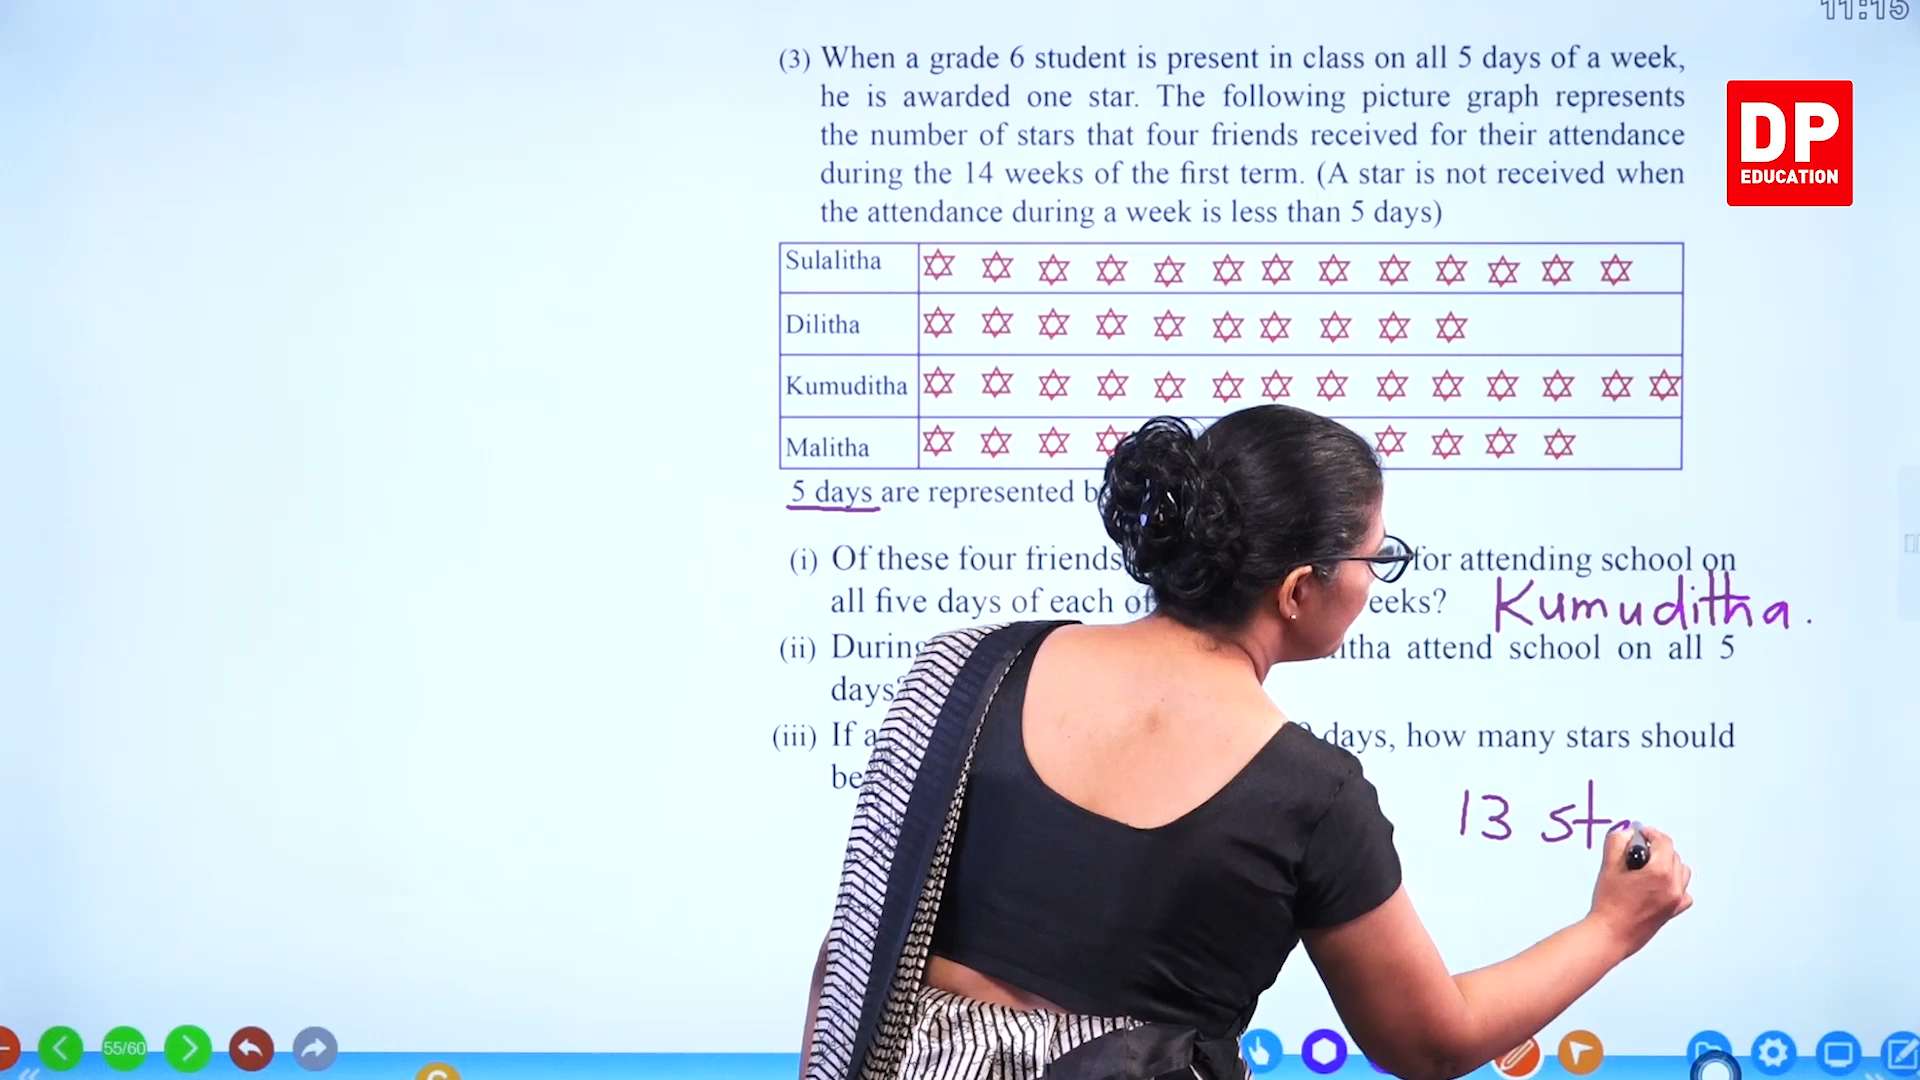 11:15
(3) When a grade 6 student is present in class on all 5 days of a week,
he is awarded one star. The following picture graph represents
the number of stars that four friends received for their attendance
during the 14 weeks of the first term. (A star is not received when
the attendance during a week is less than 5 days)
DP
EDUCATION
Sulalitha
Dilitha
Kumuditha
Malitha
5 days are represented
(i) Of these four friends for attending school on
all five days of each of eeks?
Kumuditha.
(ii) During itha attend school on all 5
days?
(iii) If a days, how many stars should
be
13 sta
55/60